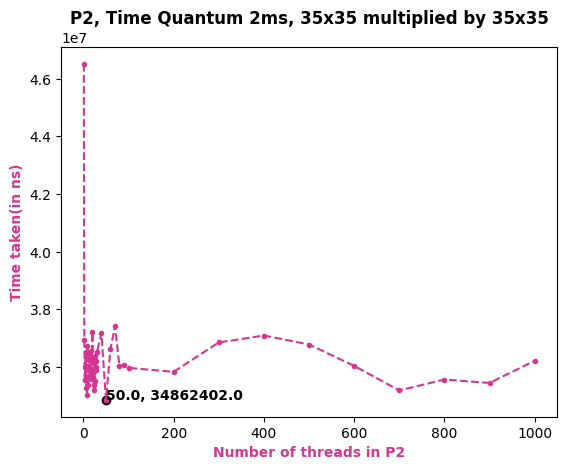 P2, Time Quantum 2ms, 35x35 multiplied by 35x35
1e7
4.6
4.4
4.2
4.0
3.8
3.6
Time taken(in ns)
50.0, 34862402.0
0 200 400 600 800 1000
Number of threads in P2